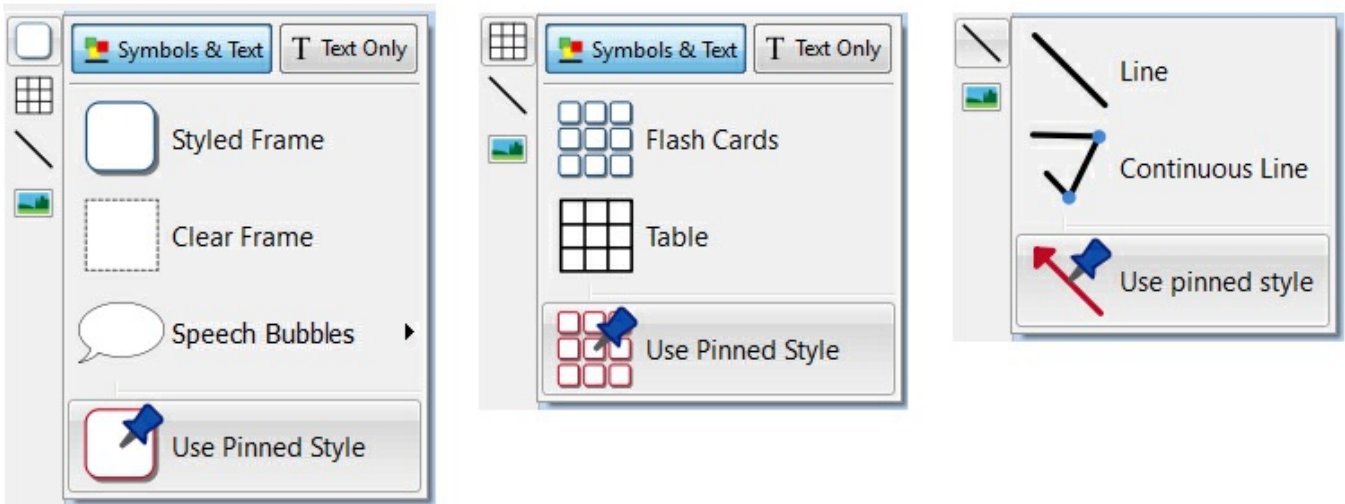 Symbols & Text
T Text Only
Styled Frame
Clear Frame
Speech Bubbles
Use Pinned Style
Symbols & Text
T Text Only
Flash Cards
Table
Use Pinned Style
Line
Continuous Line
Use pinned style